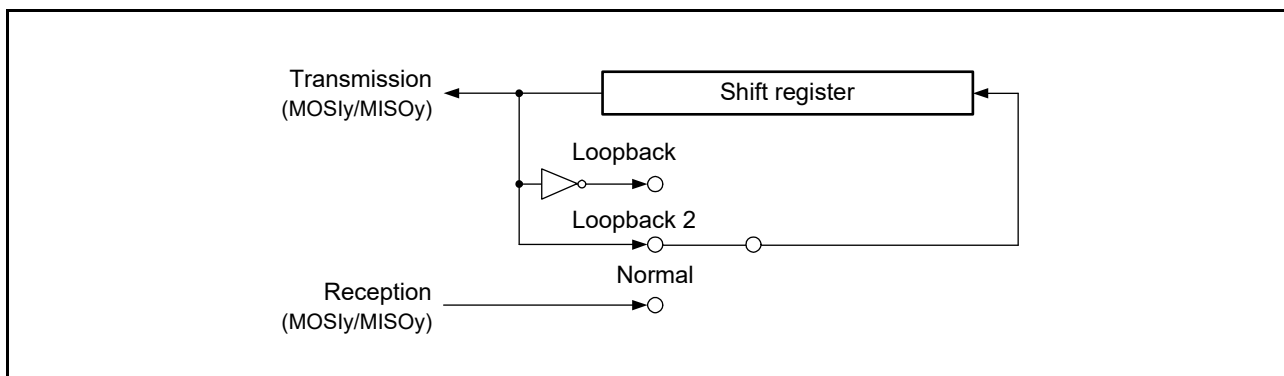 Transmission
(MOSIy/MISOy)
Shift register
Loopback
Loopback 2
Normal
Reception
(MOSIy/MISOy)